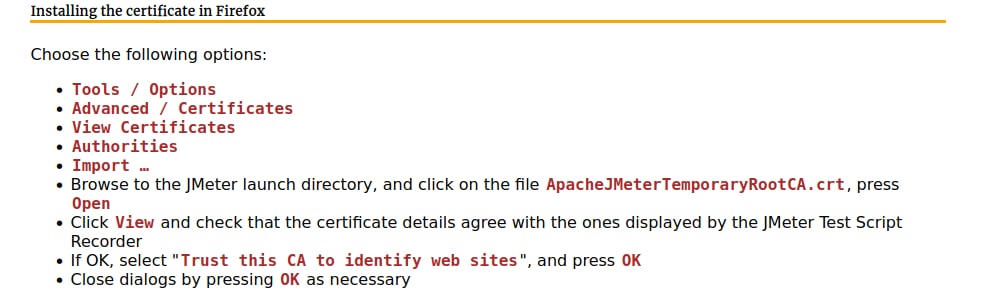 Installing the certificate in Firefox
Choose the following options:
• Tools / Options
• Advanced / Certificates
• View Certificates
• Authorities
• Import …
• Browse to the JMeter launch directory, and click on the file ApacheJMeterTemporaryRootCA.crt, press
Open
• Click View and check that the certificate details agree with the ones displayed by the JMeter Test Script
Recorder
• If OK, select "Trust this CA to identify web sites", and press OK
• Close dialogs by pressing OK as necessary